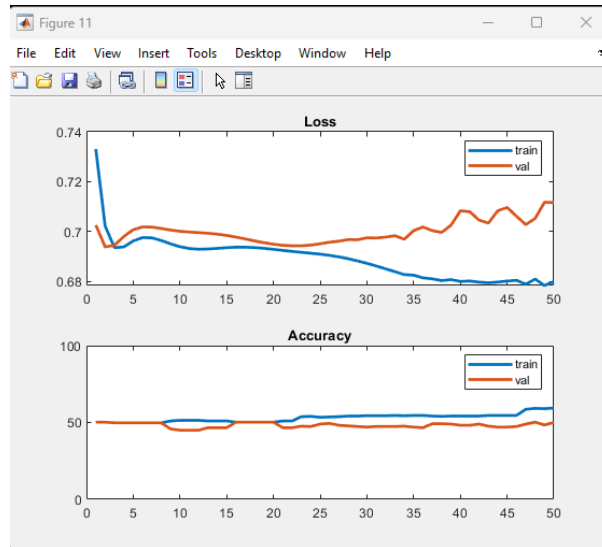 Figure 11
File Edit View Insert Tools Desktop Window Help
Loss
0.74
0.72
0.7
0.68
train
val
0 5 10 15 20 25 30 35 40 45 50
Accuracy
100
50
0
train
val
0 5 10 15 20 25 30 35 40 45 50